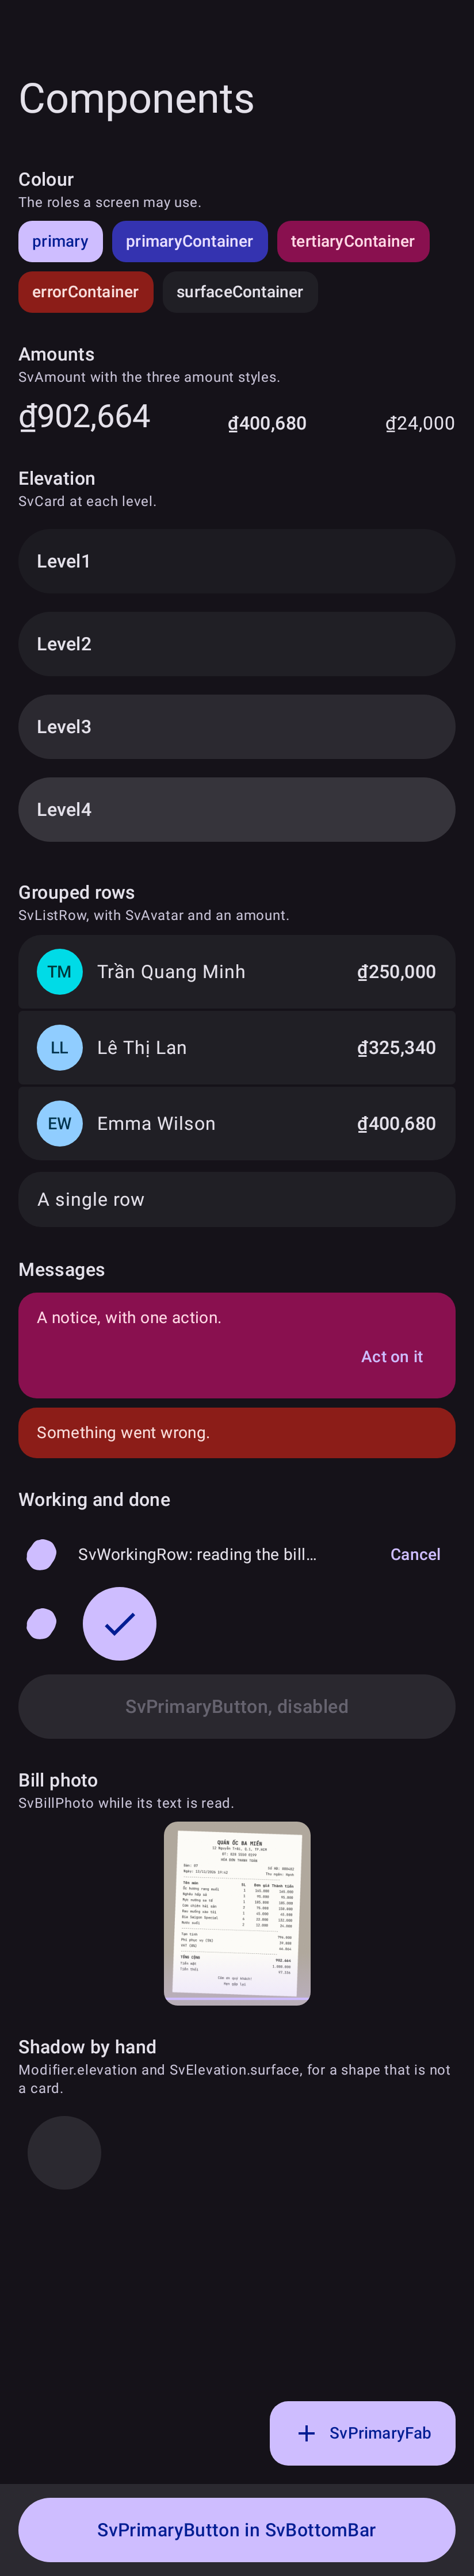 Components
Colour
The roles a screen may use.
primary
primaryContainer
tertiaryContainer
errorContainer
surfaceContainer
Amounts
SvAmount with the three amount styles.
₫902,664
₫400,680
₫24,000
Elevation
SvCard at each level.
Level1
Level2
Level3
Level4
Grouped rows
SvListRow, with SvAvatar and an amount.
TM Trần Quang Minh ₫250,000
LL Lê Thị Lan ₫325,340
EW Emma Wilson ₫400,680
A single row
Messages
A notice, with one action.
Act on it
Something went wrong.
Working and done
SvWorkingRow: reading the bill… Cancel
SvPrimaryButton, disabled
Bill photo
SvBillPhoto while its text is read.
QUÁN ỐC BA MIỀN
Shadow by hand
Modifier.elevation and SvElevation.surface, for a shape that is not
a card.
SvPrimaryFab
SvPrimaryButton in SvBottomBar